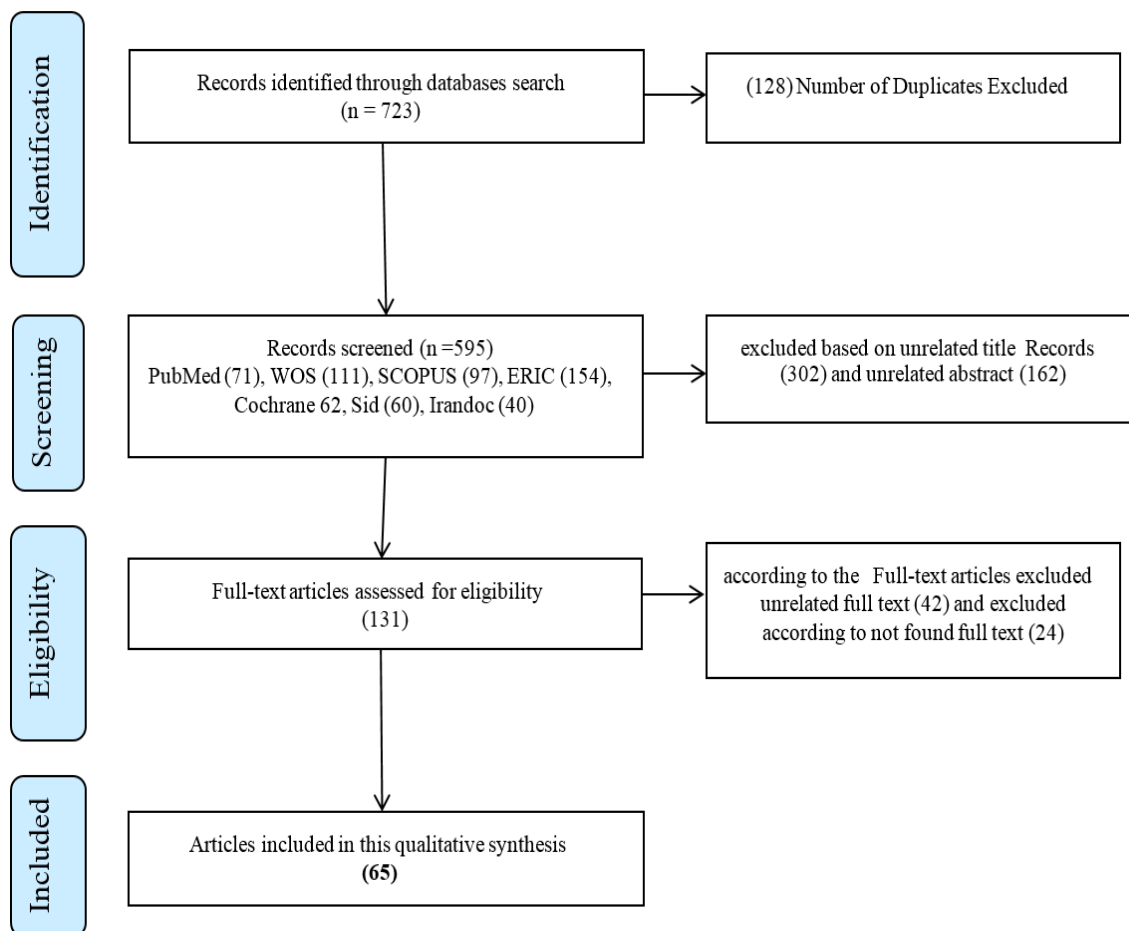 Identification
Records identified through databases search
(n = 723)
(128) Number of Duplicates Excluded
Screening
Records screened (n =595)
PubMed (71), WOS (111), SCOPUS (97), ERIC (154),
Cochrane 62, Sid (60), Irandoc (40)
excluded based on unrelated title Records
(302) and unrelated abstract (162)
Eligibility
Full-text articles assessed for eligibility
(131)
according to the Full-text articles excluded
unrelated full text (42) and excluded
according to not found full text (24)
Included
Articles included in this qualitative synthesis
(65)